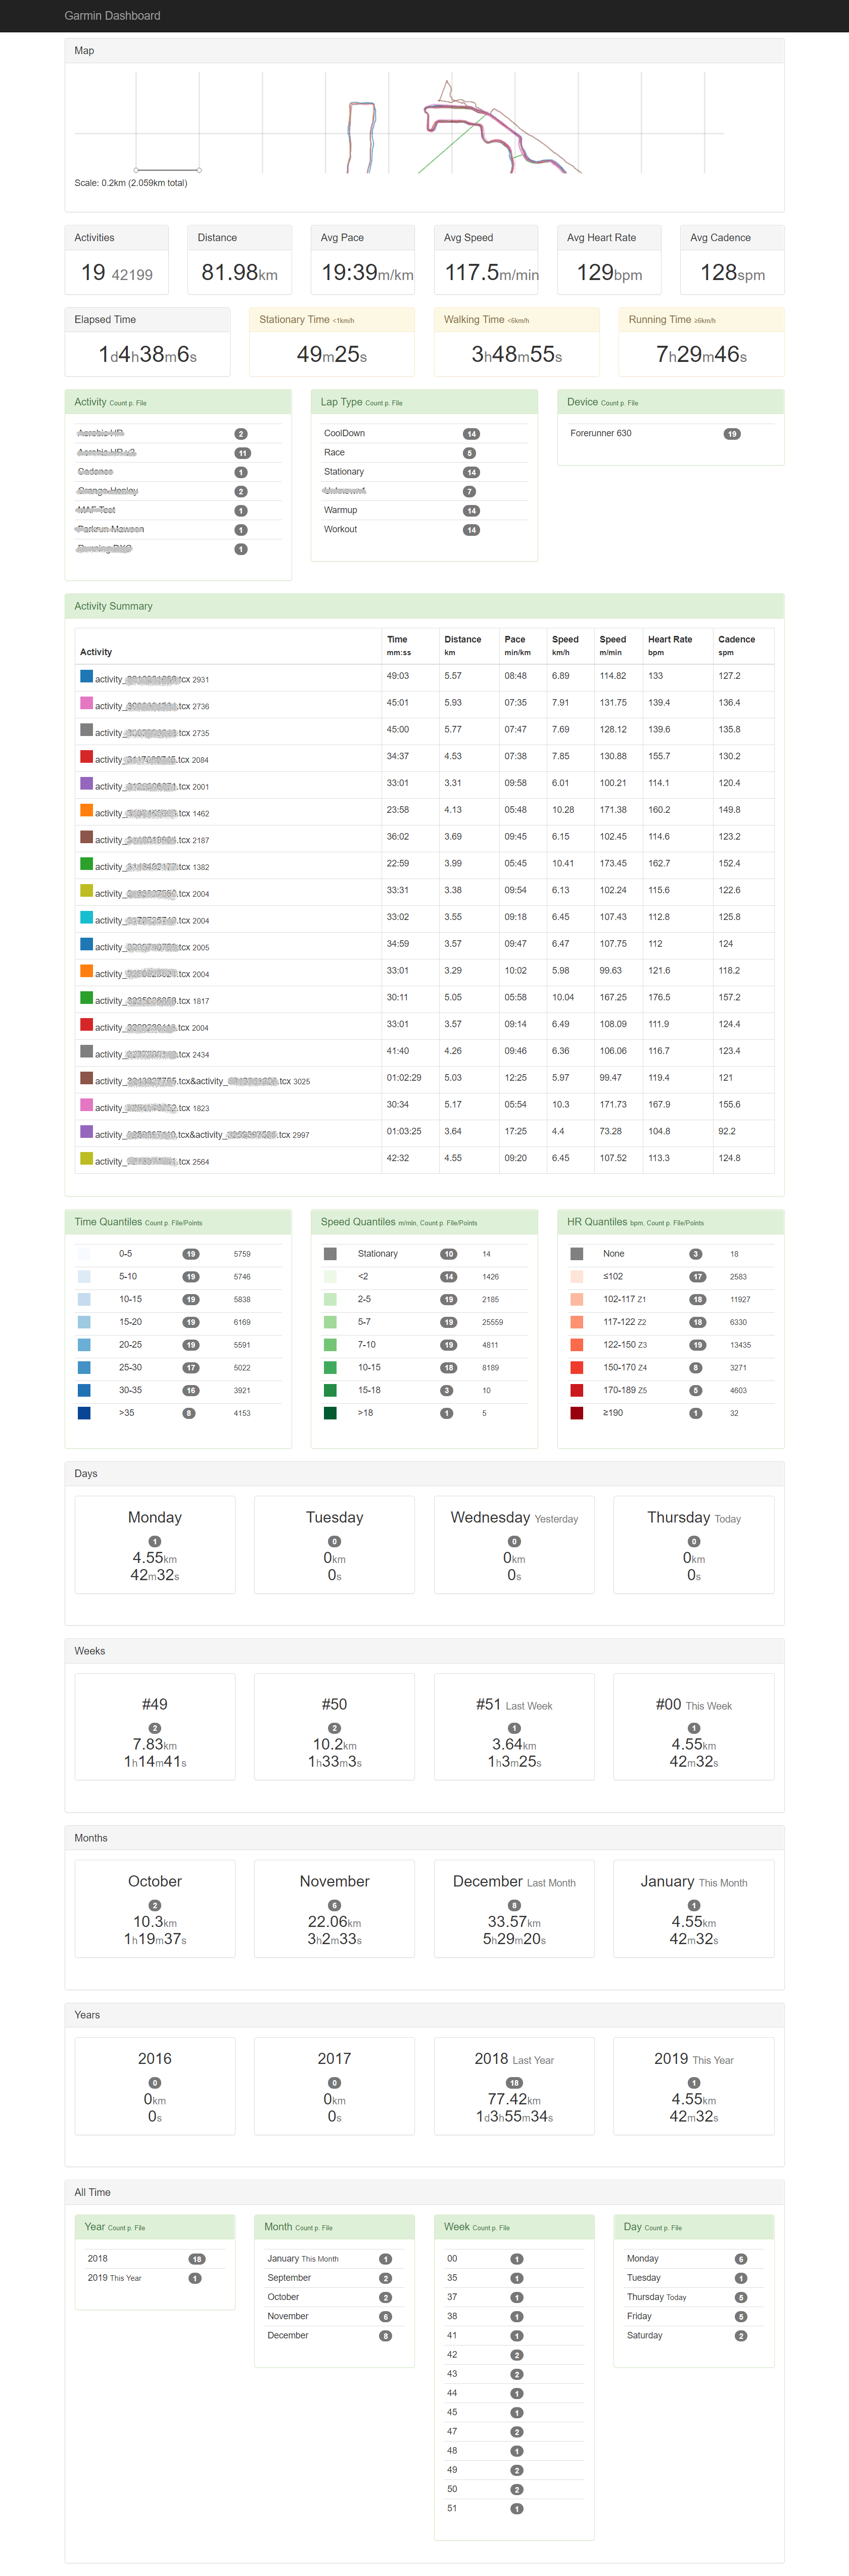 Garmin Dashboard
Map
Scale: 0.2km (2.059km total)
Activities Distance Avg Pace Avg Speed Avg Heart Rate Avg Cadence
19 42199 81.98km 19:39m/km 117.5m/min 129bpm 128spm
Elapsed Time Stationary Time <1km/h Walking Time <6km/h Running Time ≥6km/h
1d4h38m6s 49m25s 3h48m55s 7h29m46s
Activity Count p. File
2
11
1
2
1
1
1
Lap Type Count p. File
CoolDown 14
Race 5
Stationary 14
7
Warmup 14
Workout 14
Device Count p. File
Forerunner 630 19
Activity Summary
Activity Time mm:ss Distance km Pace min/km Speed km/h Speed m/min Heart Rate bpm Cadence spm
activity_ .tcx 2931 49:03 5.57 08:48 6.89 114.82 133 127.2
activity_ .tcx 2736 45:01 5.93 07:35 7.91 131.75 139.4 136.4
activity_ .tcx 2735 45:00 5.77 07:47 7.69 128.12 139.6 135.8
activity_ .tcx 2084 34:37 4.53 07:38 7.85 130.88 155.7 130.2
activity_ .tcx 2001 33:01 3.31 09:58 6.01 100.21 114.1 120.4
activity_ .tcx 1462 23:58 4.13 05:48 10.28 171.38 160.2 149.8
activity_ .tcx 2187 36:02 3.69 09:45 6.15 102.45 114.6 123.2
activity_ .tcx 1382 22:59 3.99 05:45 10.41 173.45 162.7 152.4
activity_ .tcx 2004 33:31 3.38 09:54 6.13 102.24 115.6 122.6
activity_ .tcx 2004 33:02 3.55 09:18 6.45 107.43 112.8 125.8
activity_ .tcx 2005 34:59 3.57 09:47 6.47 107.75 112 124
activity_ .tcx 2004 33:01 3.29 10:02 5.98 99.63 121.6 118.2
activity_ .tcx 1817 30:11 5.05 05:58 10.04 167.25 176.5 157.2
activity_ .tcx 2004 33:01 3.57 09:14 6.49 108.09 111.9 124.4
activity_ .tcx 2434 41:40 4.26 09:46 6.36 106.06 116.7 123.4
activity_ .tcx&activity_ .tcx 3025 01:02:29 5.03 12:25 5.97 99.47 119.4 121
activity_ .tcx 1823 30:34 5.17 05:54 10.3 171.73 167.9 155.6
activity_ .tcx&activity_ .tcx 2997 01:03:25 3.64 17:25 4.4 73.28 104.8 92.2
activity_ .tcx 2564 42:32 4.55 09:20 6.45 107.52 113.3 124.8
Time Quantiles Count p. File/Points
0-5 19 5759
5-10 19 5746
10-15 19 5838
15-20 19 6169
20-25 19 5591
25-30 17 5022
30-35 16 3921
>35 8 4153
Speed Quantiles m/min, Count p. File/Points
Stationary 10 14
<2 14 1426
2-5 19 2185
5-7 19 25559
7-10 19 4811
10-15 18 8189
15-18 3 10
>18 1 5
HR Quantiles bpm, Count p. File/Points
None 3 18
≤102 17 2583
102-117 Z1 18 11927
117-122 Z2 18 6330
122-150 Z3 19 13435
150-170 Z4 8 3271
170-189 Z5 5 4603
≥190 1 32
Days
Monday Tuesday Wednesday Yesterday Thursday Today
1 0 0 0
4.55km 0km 0km 0km
42m32s 0s 0s 0s
Weeks
#49 #50 #51 Last Week #00 This Week
2 2 1 1
7.83km 10.2km 3.64km 4.55km
1h14m41s 1h33m3s 1h3m25s 42m32s
Months
October November December Last Month January This Month
2 6 8 1
10.3km 22.06km 33.57km 4.55km
1h19m37s 3h2m33s 5h29m20s 42m32s
Years
2016 2017 2018 Last Year 2019 This Year
0 0 18 1
0km 0km 77.42km 4.55km
0s 0s 1d3h55m34s 42m32s
All Time
Year Count p. File
2018 18
2019 This Year 1
Month Count p. File
January This Month 1
September 2
October 2
November 6
December 8
Week Count p. File
00 1
35 1
37 1
38 1
41 1
42 2
43 2
44 1
45 1
47 2
48 1
49 2
50 2
51 1
Day Count p. File
Monday 6
Tuesday 1
Thursday Today 5
Friday 5
Saturday 2